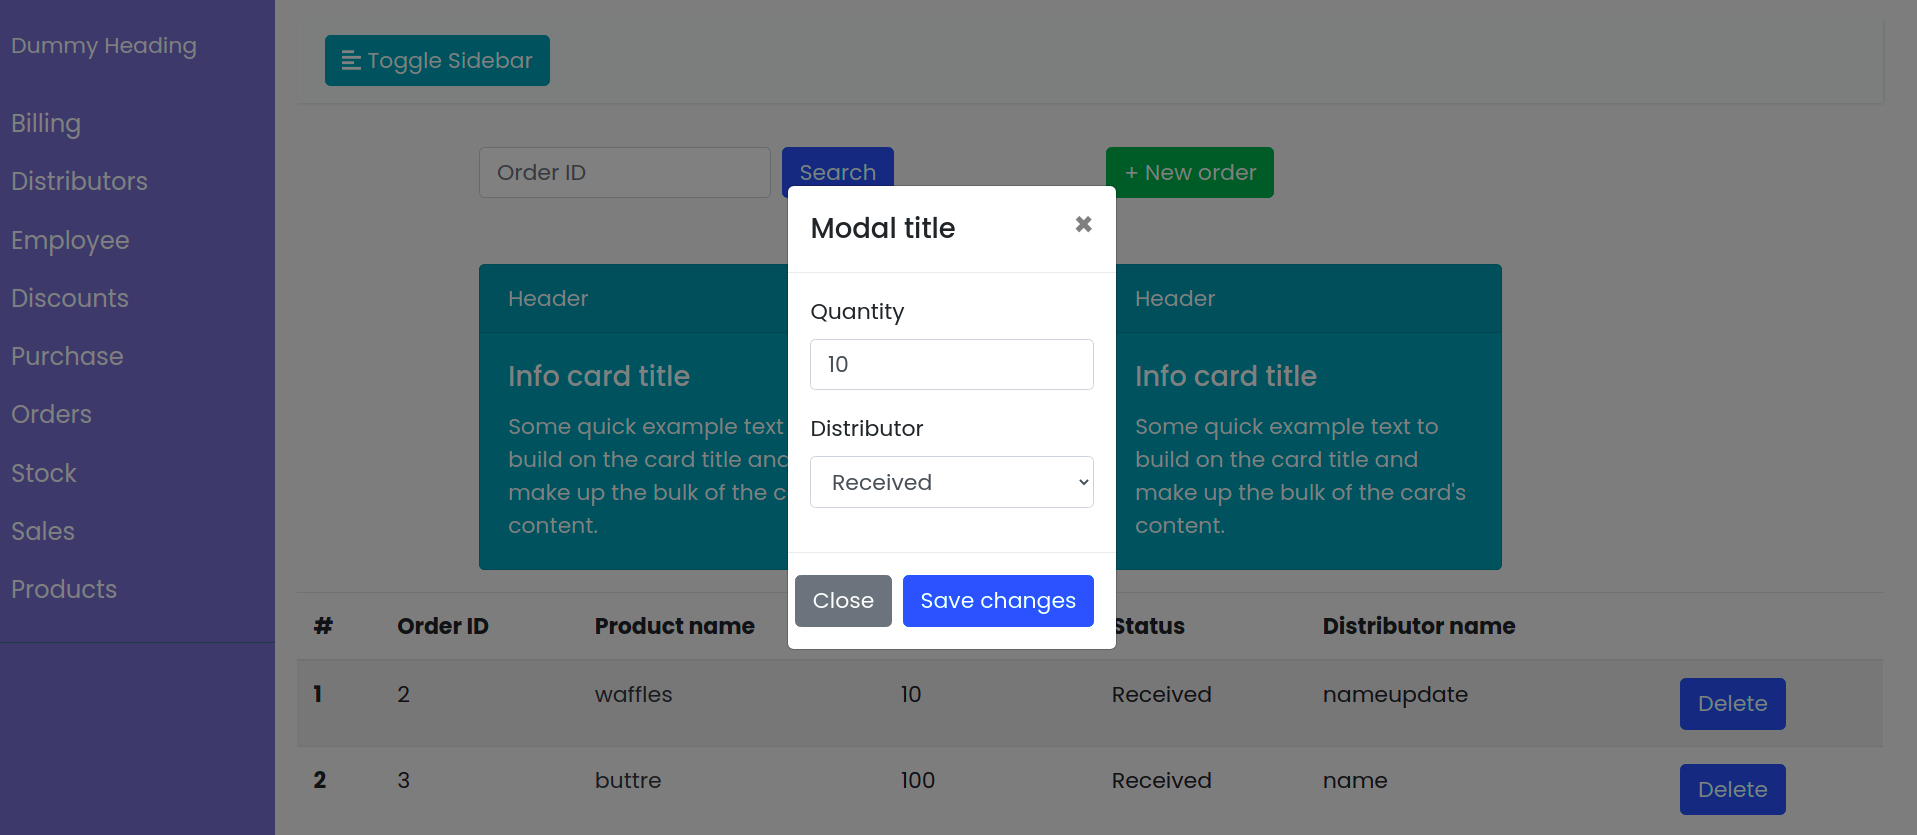 Dummy Heading
Billing
Distributors
Employee
Discounts
Purchase
Orders
Stock
Sales
Products
Toggle Sidebar
Order ID
Search
+ New order
Header
Info card title
Some quick example text
build on the card title and
make up the bulk of the c
content.
Modal title
✖
Quantity
10
Distributor
Received
Close
Save changes
Header
Info card title
Some quick example text to
build on the card title and
make up the bulk of the card's
content.
# Order ID Product name Status Distributor name
1 2 waffles 10 Received nameupdate Delete
2 3 buttre 100 Received name Delete